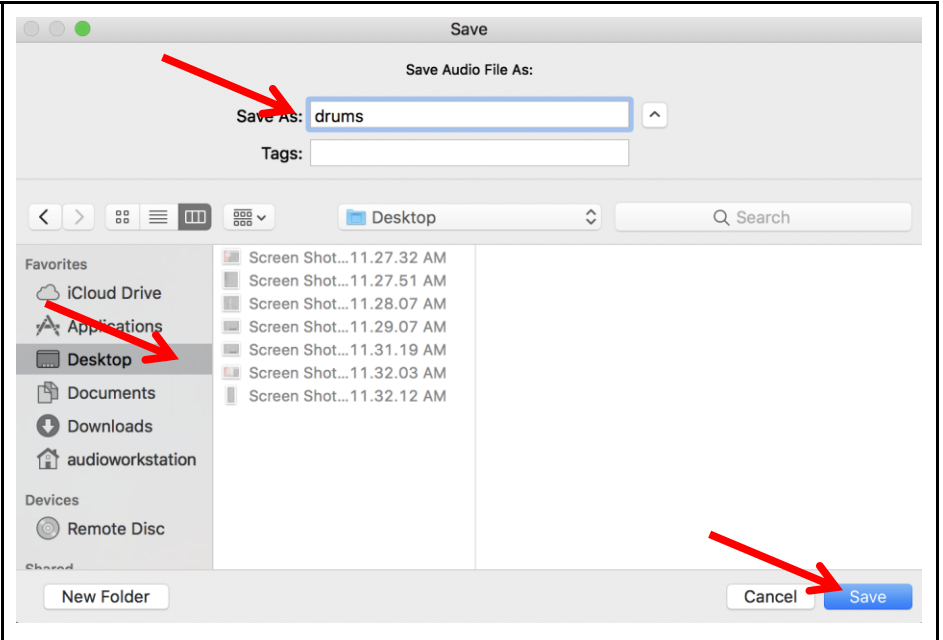 Save
Save Audio File As:
Save As: drums
Tags:
Desktop
Search
Favorites
iCloud Drive
Applications
Desktop
Documents
Downloads
audioworkstation
Devices
Remote Disc
Shared
Screen Shot...11.27.32 AM
Screen Shot...11.27.51 AM
Screen Shot...11.28.07 AM
Screen Shot...11.29.07 AM
Screen Shot...11.31.19 AM
Screen Shot...11.32.03 AM
Screen Shot...11.32.12 AM
New Folder
Cancel
Save